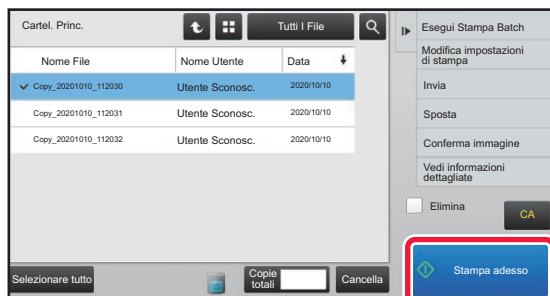 Cartel. Princ.
Tutti I File
Nome File
Nome Utente
Data
Copy_20201010_112030
Utente Sconosc.
2020/10/10
Copy_20201010_112031
Utente Sconosc.
2020/10/10
Copy_20201010_112032
Utente Sconosc.
2020/10/10
Selezionare tutto
Copie
totali
Cancella
Esegui Stampa Batch
Modifica impostazioni
di stampa
Invia
Sposta
Conferma immagine
Vedi informazioni
dettagliate
Elimina
CA
Stampa adesso